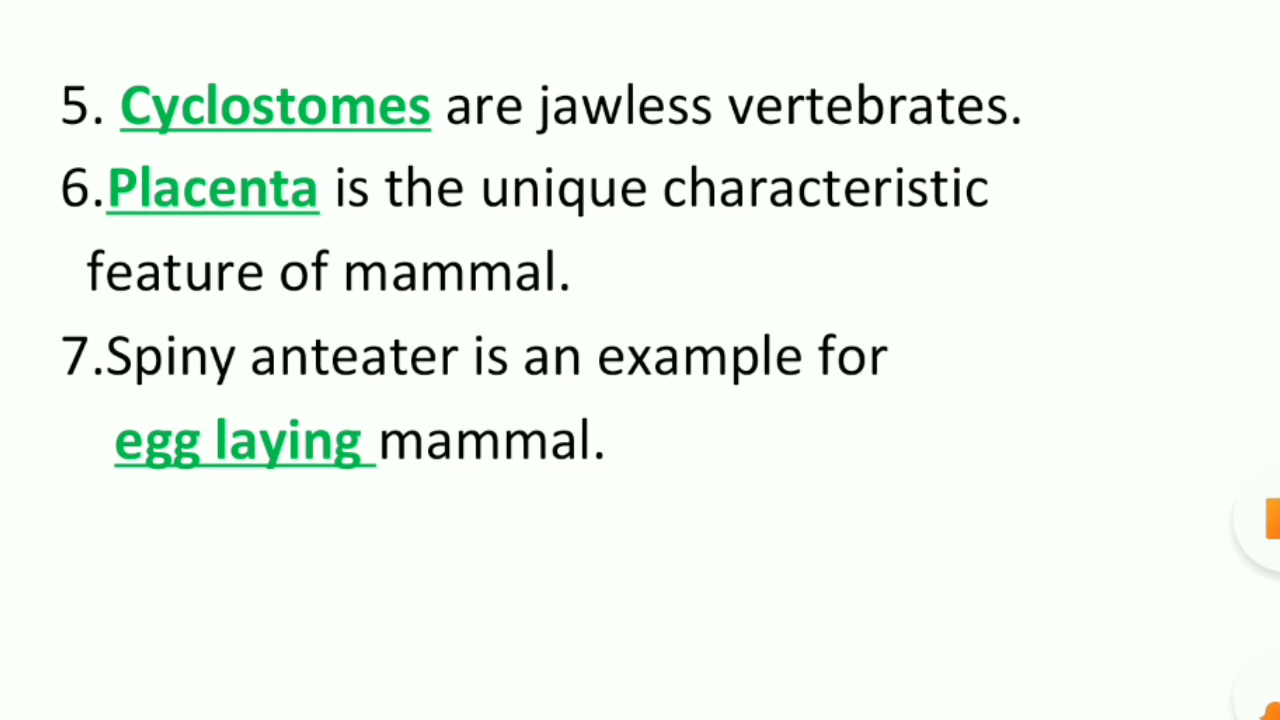 5. Cyclostomes are jawless vertebrates.
6.Placenta is the unique characteristic
feature of mammal.
7.Spiny anteater is an example for
egg laying mammal.